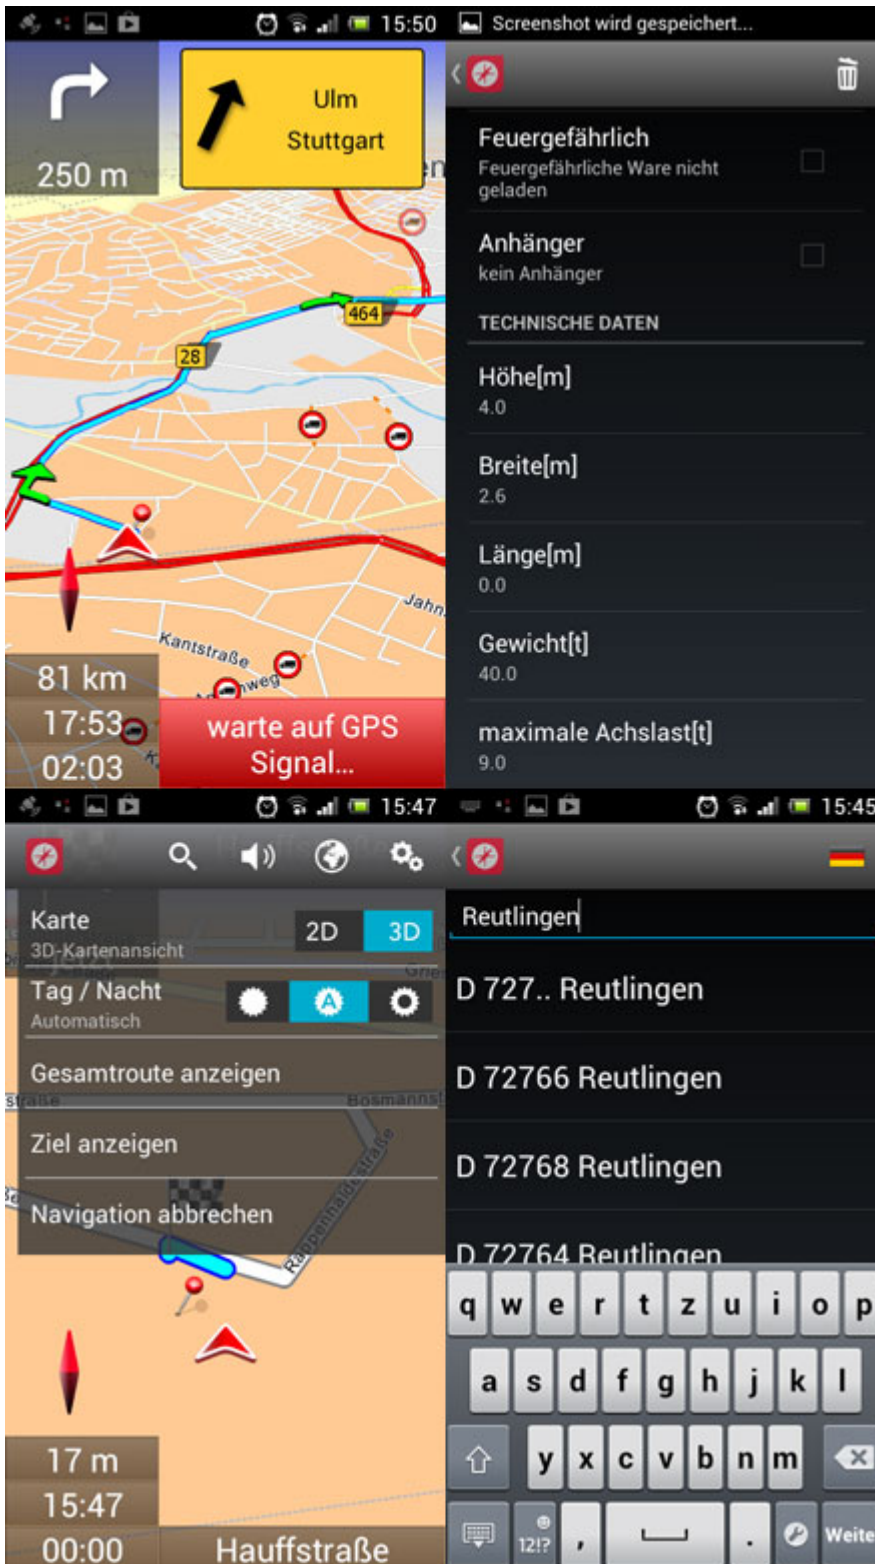 15:50
250 m
Ulm
Stuttgart
464
28
Jahn
Kantstraße
weg
81 km
17:53
02:03
warte auf GPS
Signal...
Screenshot wird gespeichert...
Feuergefährlich
Feuergefährliche Ware nicht
geladen
Anhänger
kein Anhänger
TECHNISCHE DATEN
Höhe[m]
4.0
Breite[m]
2.6
Länge[m]
0.0
Gewicht[t]
40.0
maximale Achslast[t]
9.0
15:47
Karte
3D-Kartenansicht
2D
3D
Tag / Nacht
Automatisch
A
Gesamtroute anzeigen
Bosmannst
Ziel anzeigen
Navigation abbrechen
Rappenhaldestraße
17 m
15:47
00:00
Hauffstraße
15:45
Reutlingen
D 727.. Reutlingen
D 72766 Reutlingen
D 72768 Reutlingen
D 72764 Reutlingen
q w e r t z u i o p
a s d f g h j k l
y x c v b n m
12!? , . Weite